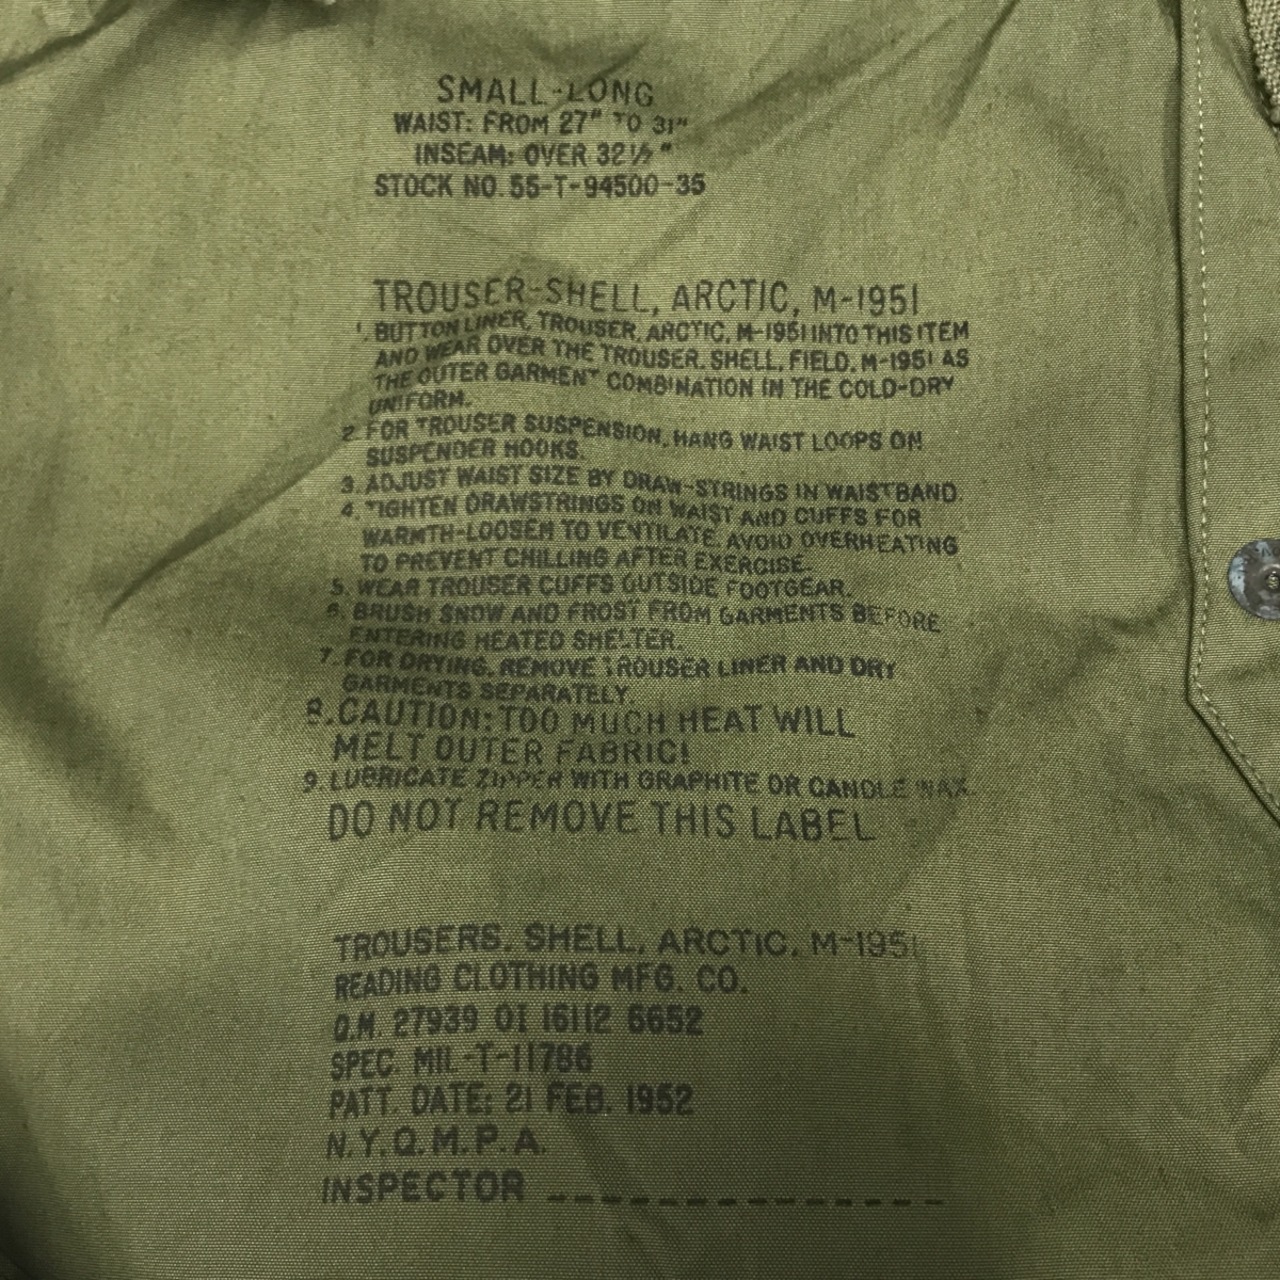 SMALL-LONG
WAIST: FROM 27" TO 31"
INSEAM: OVER 32½"
STOCK NO. 55-T-94500-35
TROUSER-SHELL, ARCTIC, M-1951
1. BUTTON LINER, TROUSER, ARCTIC, M-1951 INTO THIS ITEM
AND WEAR OVER THE TROUSER, SHELL, FIELD, M-1951 AS
THE OUTER GARMENT COMBINATION IN THE COLD-DRY
UNIFORM.
2. FOR TROUSER SUSPENSION, HANG WAIST LOOPS ON
SUSPENDER HOOKS.
3. ADJUST WAIST SIZE BY DRAW-STRINGS IN WAISTBAND.
4. TIGHTEN DRAWSTRINGS ON WAIST AND CUFFS FOR
WARMTH-LOOSEN TO VENTILATE. AVOID OVERHEATING
TO PREVENT CHILLING AFTER EXERCISE.
5. WEAR TROUSER CUFFS OUTSIDE FOOTGEAR.
6. BRUSH SNOW AND FROST FROM GARMENTS BEFORE
ENTERING HEATED SHELTER.
7. FOR DRYING, REMOVE TROUSER LINER AND DRY
GARMENTS SEPARATELY.
8. CAUTION: TOO MUCH HEAT WILL
MELT OUTER FABRIC!
9. LUBRICATE ZIPPER WITH GRAPHITE OR CANDLE WAX.
DO NOT REMOVE THIS LABEL
TROUSERS, SHELL, ARCTIC, M-1951
READING CLOTHING MFG. CO.
Q.M. 27939 OI 16112 6652
SPEC. MIL-T-11786
PATT. DATE: 21 FEB. 1952
N.Y.Q.M.P.A.
INSPECTOR _______________